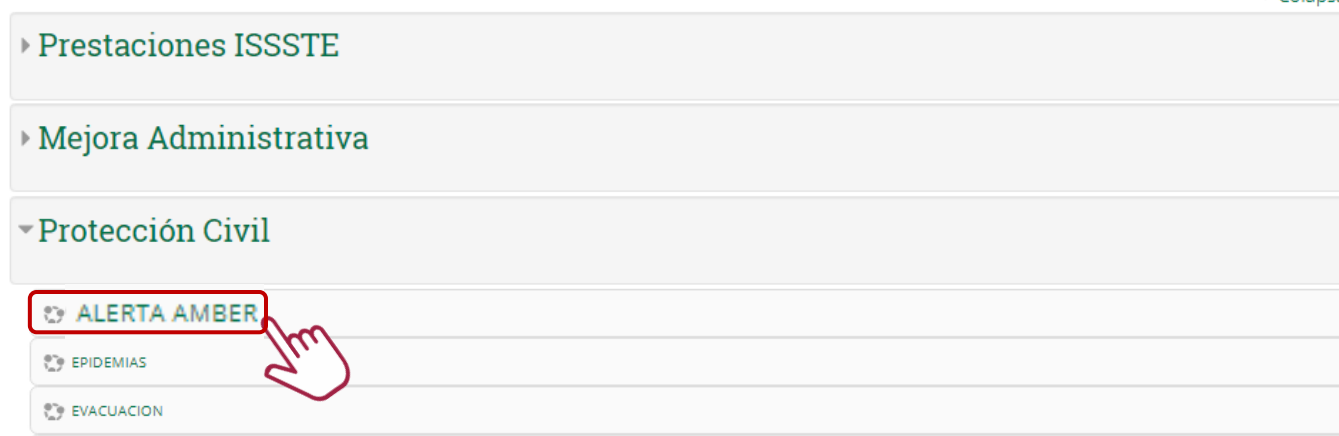 Prestaciones ISSSTE
Mejora Administrativa
Protección Civil
ALERTA AMBER
EPIDEMIAS
EVACUACION